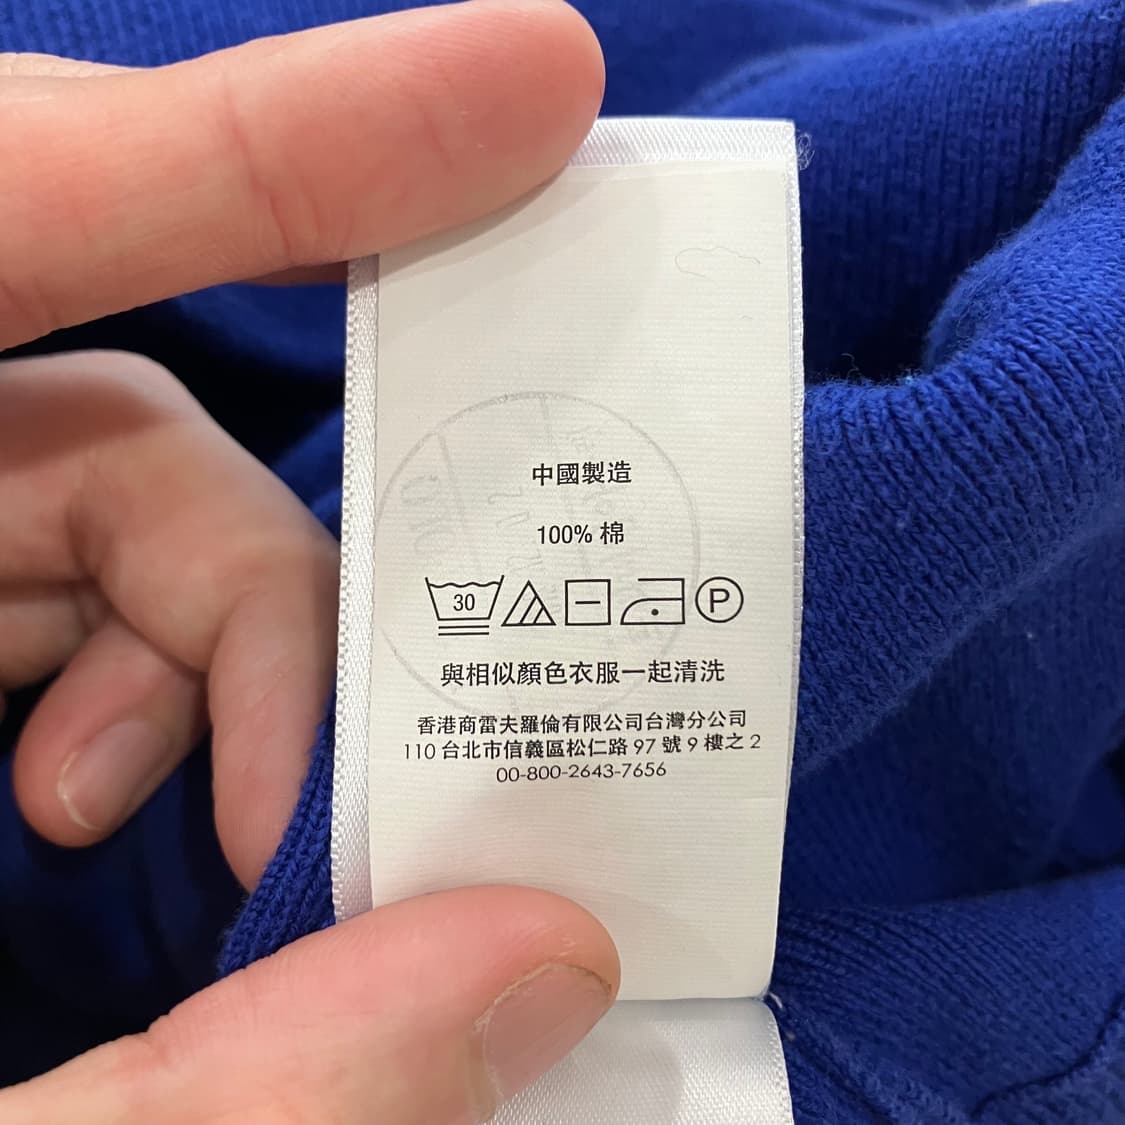 中國製造
100% 棉
30 P
與相似顏色衣服一起清洗
香港商雷夫羅倫有限公司台灣分公司
110 台北市信義區松仁路 97 號 9 樓之 2
00-800-2643-7656